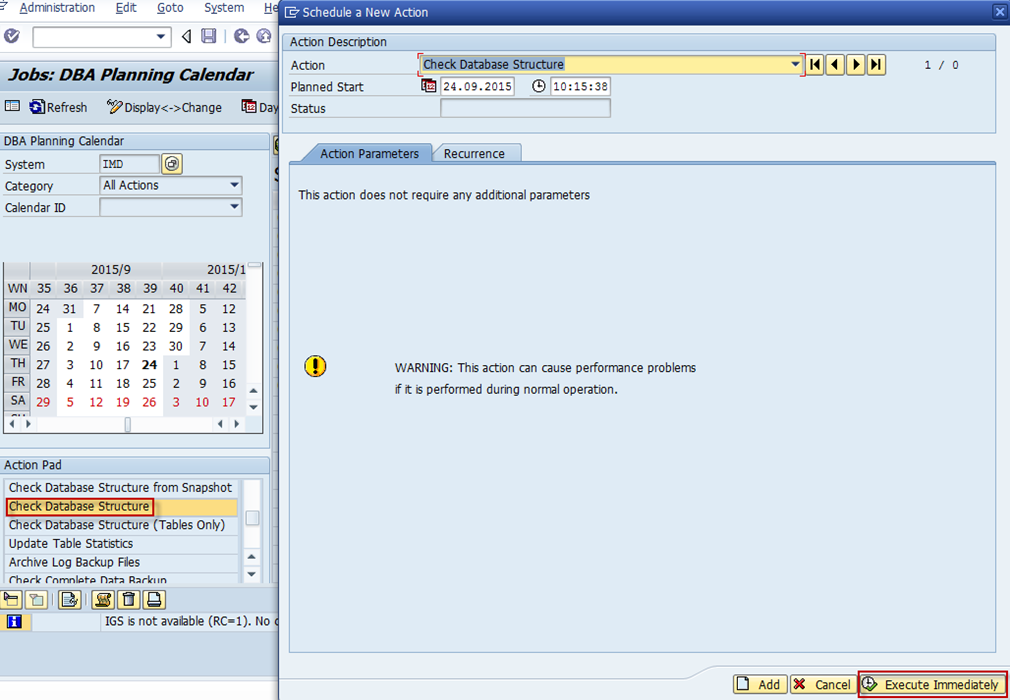 Administration Edit Goto System He
Jobs: DBA Planning Calendar
Refresh Display<->Change Day
DBA Planning Calendar
System IMD
Category All Actions
Calendar ID
2015/9 2015/1
WN 35 36 37 38 39 40 41 42
MO 24 31 7 14 21 28 5 12
TU 25 1 8 15 22 29 6 13
WE 26 2 9 16 23 30 7 14
TH 27 3 10 17 24 1 8 15
FR 28 4 11 18 25 2 9 16
SA 29 5 12 19 26 3 10 17
Action Pad
Check Database Structure from Snapshot
Check Database Structure
Check Database Structure (Tables Only)
Update Table Statistics
Archive Log Backup Files
Check Complete Data Backup
IGS is not available (RC=1). No
Schedule a New Action
Action Description
Action Check Database Structure 1 / 0
Planned Start 24.09.2015 10:15:38
Status
Action Parameters Recurrence
This action does not require any additional parameters
WARNING: This action can cause performance problems
if it is performed during normal operation.
Add Cancel Execute Immediately